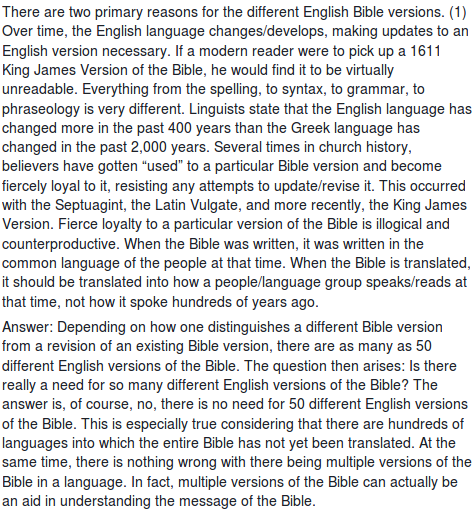 There are two primary reasons for the different English Bible versions. (1)
Over time, the English language changes/develops, making updates to an
English version necessary. If a modern reader were to pick up a 1611
King James Version of the Bible, he would find it to be virtually
unreadable. Everything from the spelling, to syntax, to grammar, to
phraseology is very different. Linguists state that the English language has
changed more in the past 400 years than the Greek language has
changed in the past 2,000 years. Several times in church history,
believers have gotten “used” to a particular Bible version and become
fiercely loyal to it, resisting any attempts to update/revise it. This occurred
with the Septuagint, the Latin Vulgate, and more recently, the King James
Version. Fierce loyalty to a particular version of the Bible is illogical and
counterproductive. When the Bible was written, it was written in the
common language of the people at that time. When the Bible is translated,
it should be translated into how a people/language group speaks/reads at
that time, not how it spoke hundreds of years ago.
Answer: Depending on how one distinguishes a different Bible version
from a revision of an existing Bible version, there are as many as 50
different English versions of the Bible. The question then arises: Is there
really a need for so many different English versions of the Bible? The
answer is, of course, no, there is no need for 50 different English versions
of the Bible. This is especially true considering that there are hundreds of
languages into which the entire Bible has not yet been translated. At the
same time, there is nothing wrong with there being multiple versions of the
Bible in a language. In fact, multiple versions of the Bible can actually be
an aid in understanding the message of the Bible.